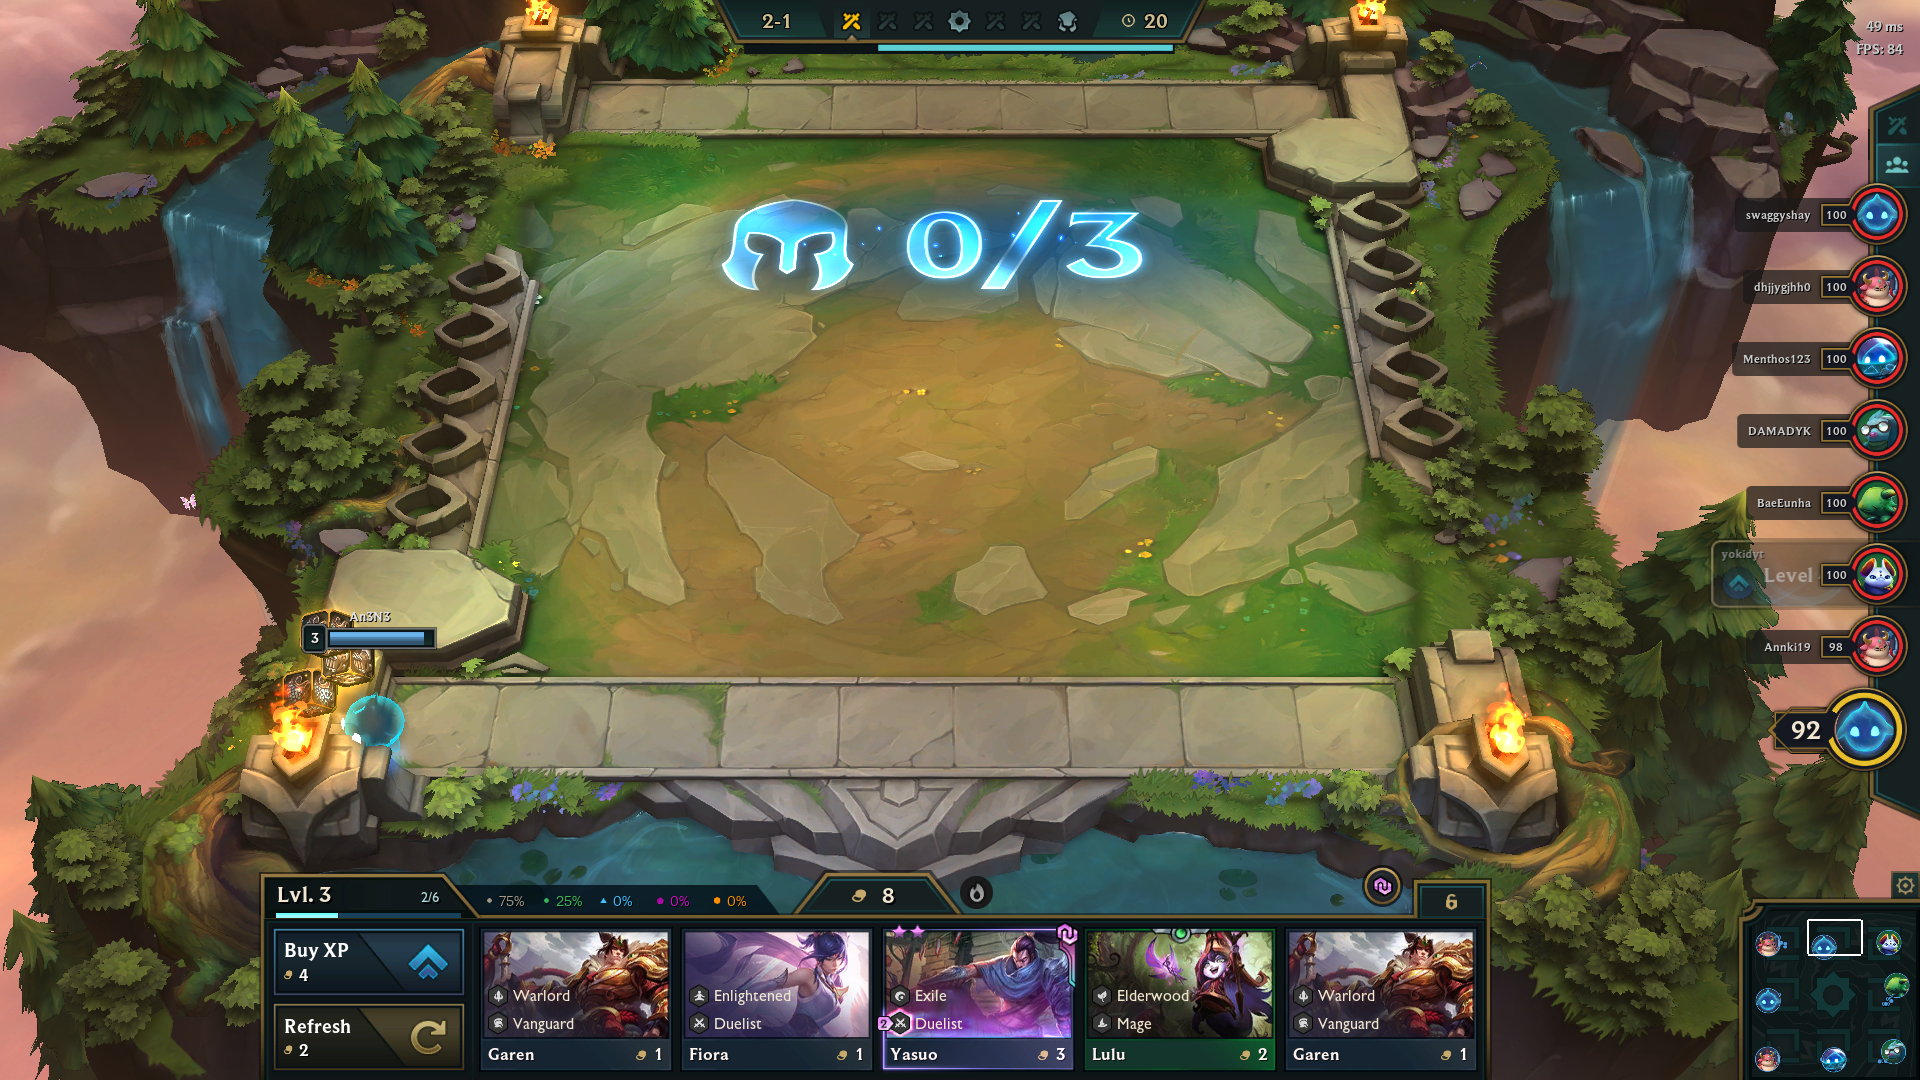 2-1
20
49 ms
FPS: 84
0/3
swaggyshay 100
dhjjygjhh0 100
Menthos123 100
DAMADYK 100
BaeEunha 100
yokidyt
Level 100
Annki19 98
92
An3N3
3
Lvl. 3 2/6
75% 25% 0% 0% 0%
8
6
Buy XP
4
Refresh
2
Warlord
Vanguard
Garen 1
Enlightened
Duelist
Fiora 1
Exile
2 Duelist
Yasuo 3
Elderwood
Mage
Lulu 2
Warlord
Vanguard
Garen 1